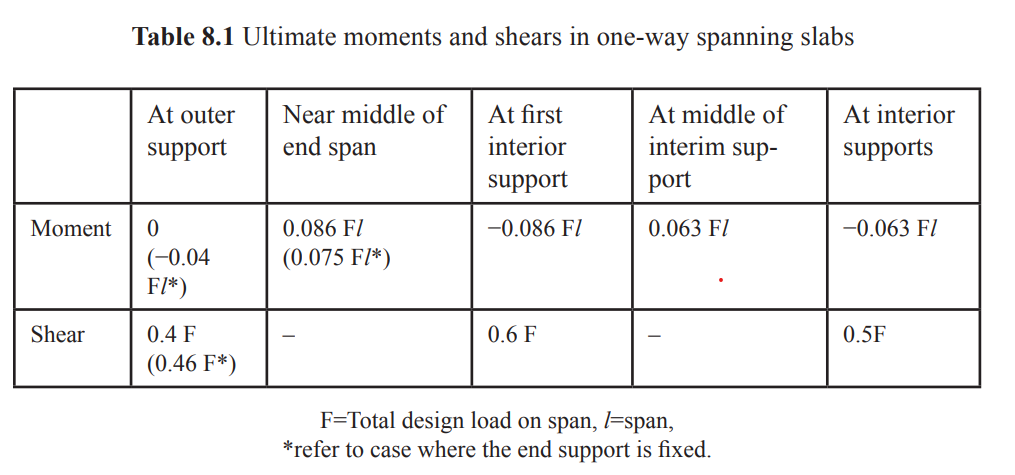 Table 8.1 Ultimate moments and shears in one-way spanning slabs
At outer
support
Near middle of
end span
At first
interior
support
At middle of
interim sup-
port
At interior
supports
Moment
0
(−0.04
Fl*)
0.086 Fl
(0.075 Fl*)
−0.086 Fl
0.063 Fl
−0.063 Fl
Shear
0.4 F
(0.46 F*)
–
0.6 F
–
0.5F
F=Total design load on span, l=span,
*refer to case where the end support is fixed.